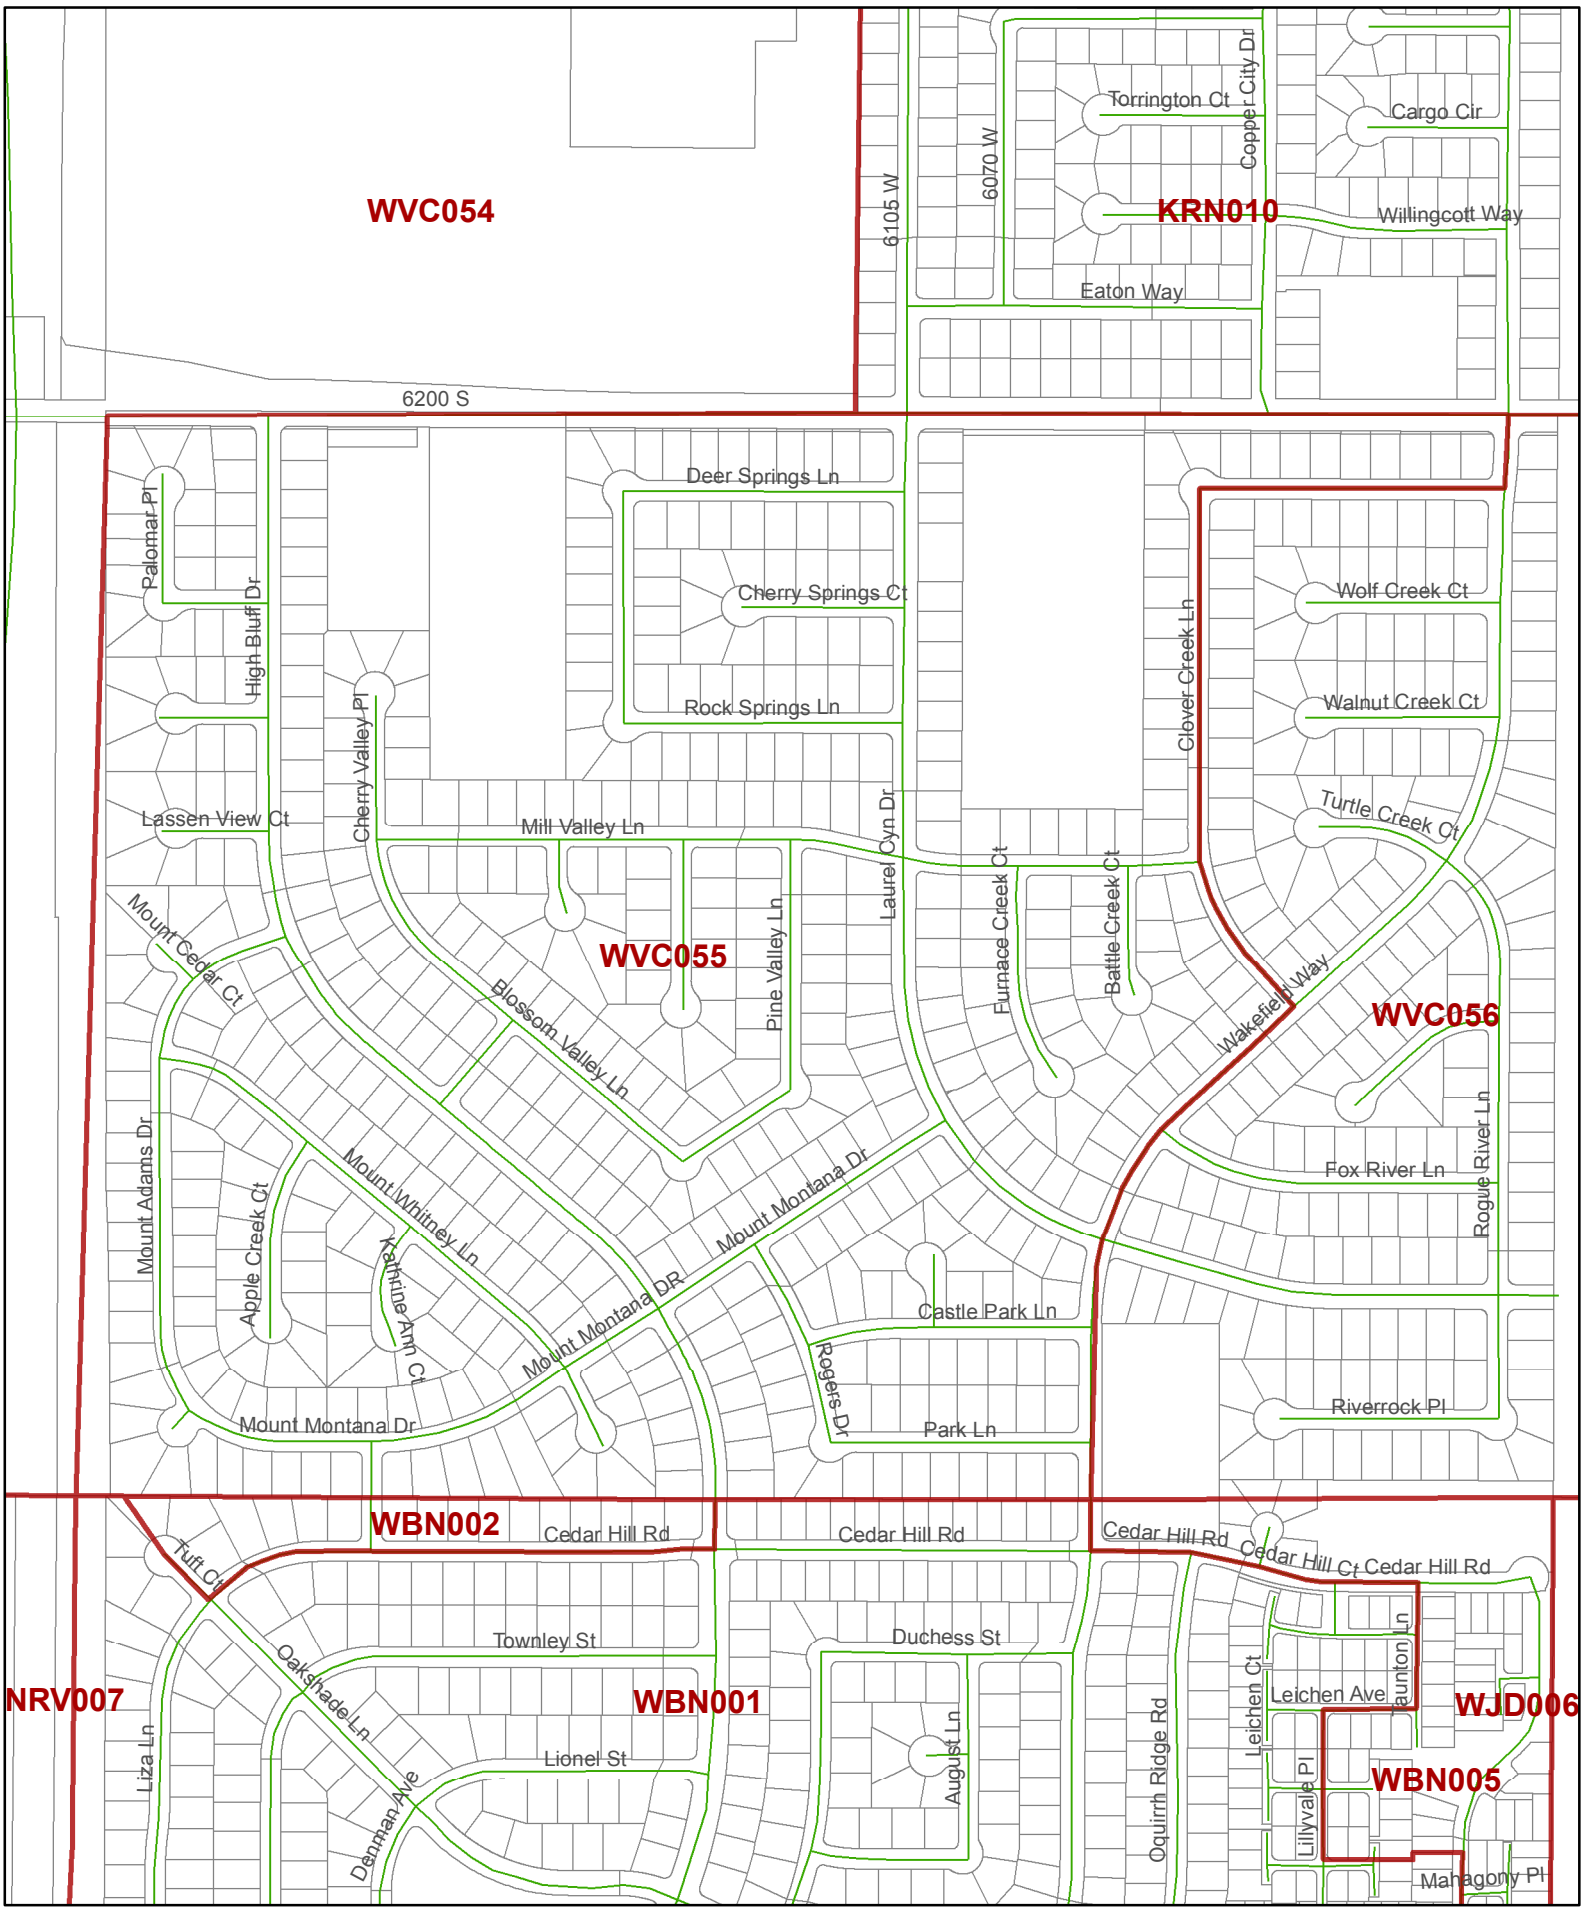 Torrington Ct
Copper City Dr
Cargo Cir
6070 W
6105 W
WVC054
KRN010
Willingcott Way
Eaton Way
6200 S
Deer Springs Ln
Palomar Pl
High Bluff Dr
Cherry Springs Ct
Wolf Creek Ct
Clover Creek Ln
Cherry Valley Pl
Rock Springs Ln
Walnut Creek Ct
Lassen View Ct
Mill Valley Ln
Laurel Cyn Dr
Turtle Creek Ct
Mount Cedar Ct
Furnace Creek Ct
Battle Creek Ct
WVC055
Pine Valley Ln
Blossom Valley Ln
Wakefield Way
WVC056
Mount Adams Dr
Mount Whitney Ln
Mount Montana Dr
Fox River Ln
Rogue River Ln
Apple Creek Ct
Kathrine Ann Ct
Mount Montana DR
Castle Park Ln
Rogers Dr
Mount Montana Dr
Park Ln
Riverrock Pl
WBN002
Cedar Hill Rd
Cedar Hill Rd
Cedar Hill Rd
Cedar Hill Ct
Cedar Hill Rd
Tuft Ct
Townley St
Duchess St
Taunton Ln
Oakshade Ln
NRV007
WBN001
Leichen Ct
Leichen Ave
WJD006
Liza Ln
Lionel St
August Ln
Oquirrh Ridge Rd
Lillyvale Pl
WBN005
Denman Ave
Mahagony Pl